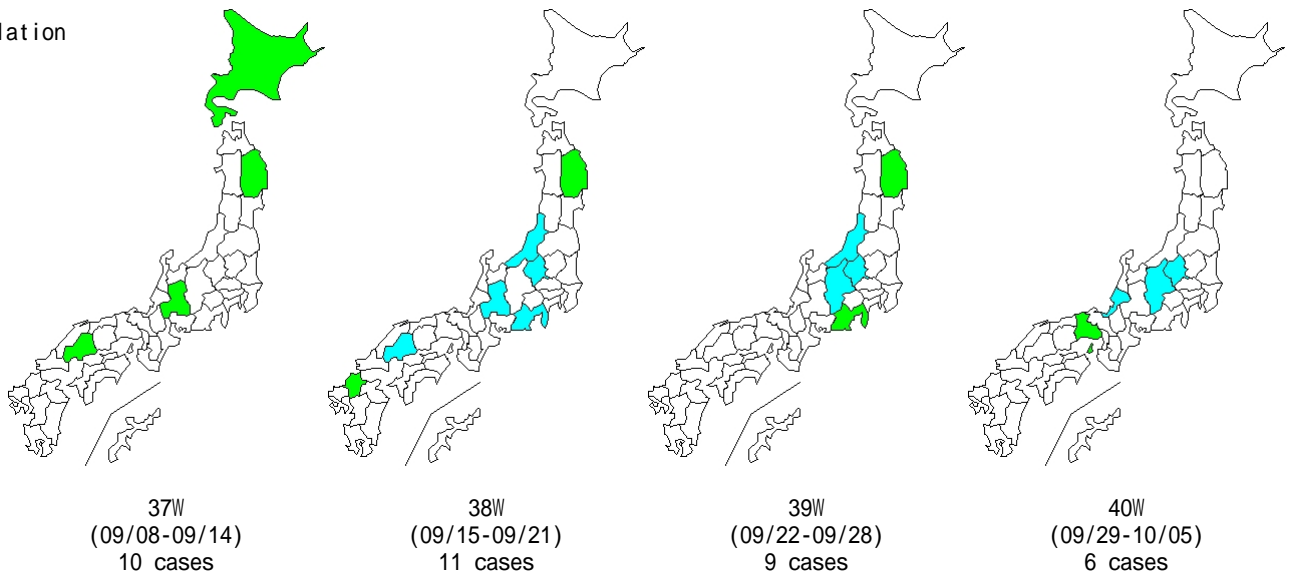 lation
37W
(09/08-09/14)
10 cases
38W
(09/15-09/21)
11 cases
39W
(09/22-09/28)
9 cases
40W
(09/29-10/05)
6 cases